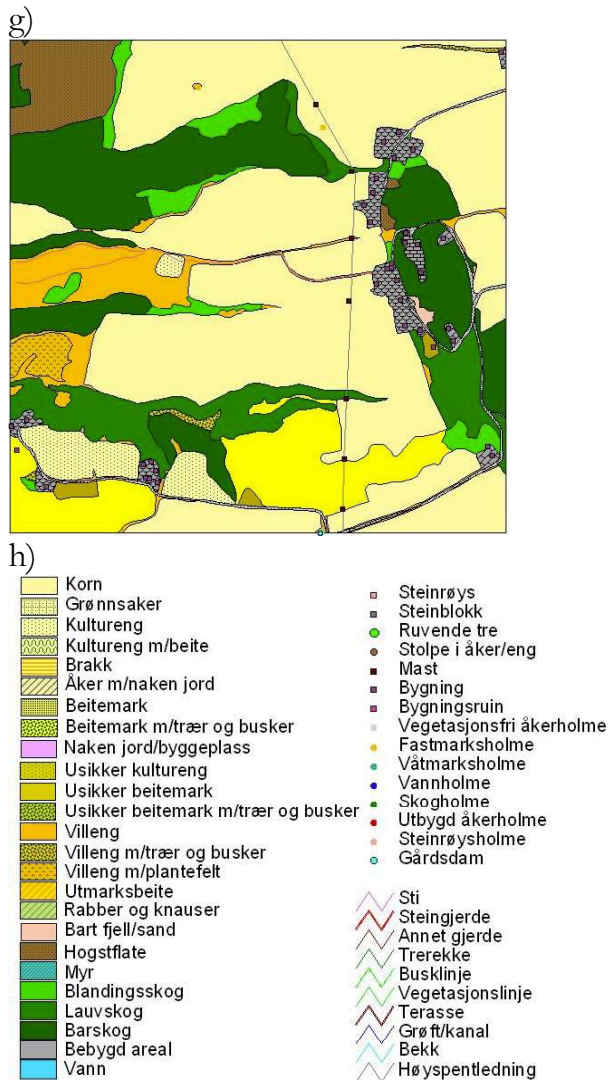 g)
h)
Korn
Grønnsaker
Kultureng
Kultureng m/beite
Brakk
Åker m/naken jord
Beitemark
Beitemark m/trær og busker
Naken jord/byggeplass
Usikker kultureng
Usikker beitemark
Usikker beitemark m/trær og busker
Villeng
Villeng m/trær og busker
Villeng m/plantefelt
Utmarksbeite
Rabber og knauser
Bart fjell/sand
Hogstflate
Myr
Blandingsskog
Lauvskog
Barskog
Bebygd areal
Vann
Steinrøys
Steinblokk
Ruvende tre
Stolpe i åker/eng
Mast
Bygning
Bygningsruin
Vegetasjonsfri åkerholme
Fastmarksholme
Våtmarksholme
Vannholme
Skogholme
Utbygd åkerholme
Steinrøysholme
Gårdsdam
Sti
Steingjerde
Annet gjerde
Trerekke
Busklinje
Vegetasjonslinje
Terasse
Grøft/kanal
Bekk
Høyspentledning